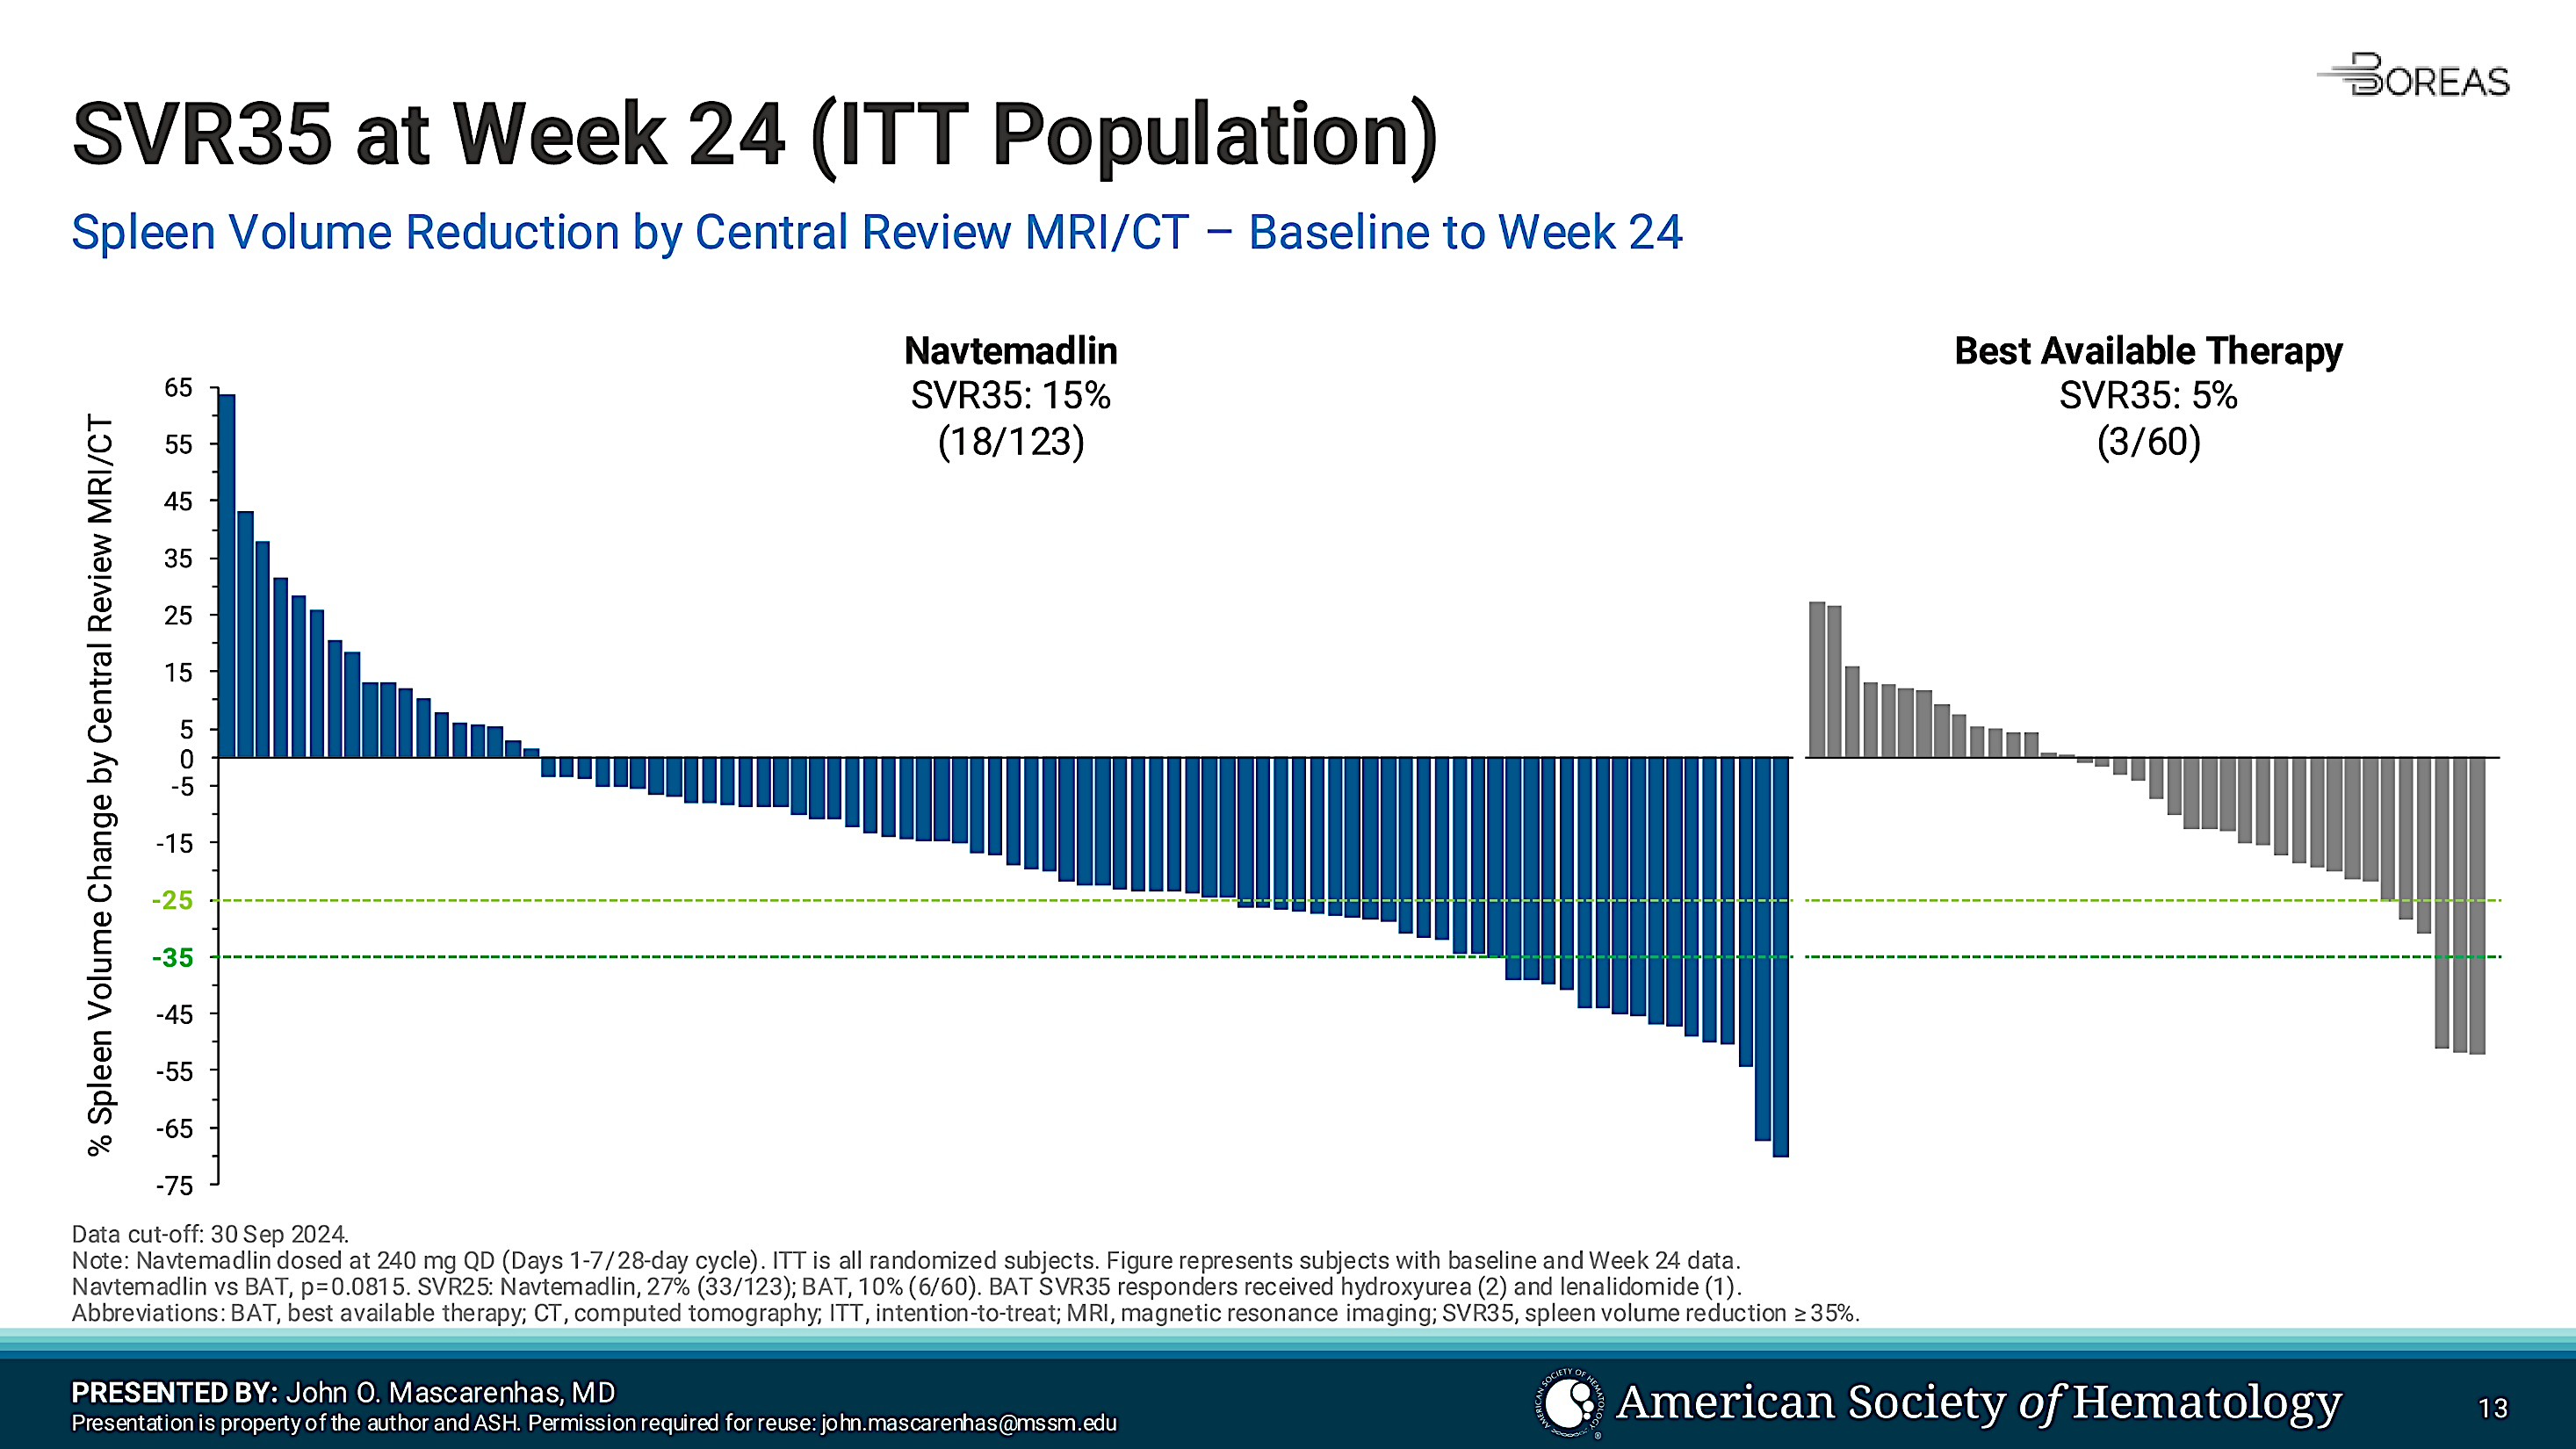 BOREAS
SVR35 at Week 24 (ITT Population)
Spleen Volume Reduction by Central Review MRI/CT – Baseline to Week 24
Navtemadlin
SVR35: 15%
(18/123)
Best Available Therapy
SVR35: 5%
(3/60)
% Spleen Volume Change by Central Review MRI/CT
65
55
45
35
25
15
5
0
-5
-15
-25
-35
-45
-55
-65
-75
Data cut-off: 30 Sep 2024.
Note: Navtemadlin dosed at 240 mg QD (Days 1-7/28-day cycle). ITT is all randomized subjects. Figure represents subjects with baseline and Week 24 data.
Navtemadlin vs BAT, p=0.0815. SVR25: Navtemadlin, 27% (33/123); BAT, 10% (6/60). BAT SVR35 responders received hydroxyurea (2) and lenalidomide (1).
Abbreviations: BAT, best available therapy; CT, computed tomography; ITT, intention-to-treat; MRI, magnetic resonance imaging; SVR35, spleen volume reduction ≥35%.
PRESENTED BY: John O. Mascarenhas, MD
Presentation is property of the author and ASH. Permission required for reuse: john.mascarenhas@mssm.edu
AMERICAN SOCIETY OF HEMATOLOGY
®
American Society of Hematology
13